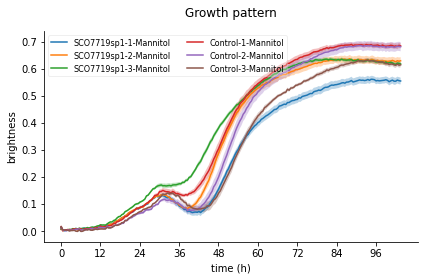 Growth pattern
SCO7719sp1-1-Mannitol
SCO7719sp1-2-Mannitol
SCO7719sp1-3-Mannitol
Control-1-Mannitol
Control-2-Mannitol
Control-3-Mannitol
brightness
0.7
0.6
0.5
0.4
0.3
0.2
0.1
0.0
0 12 24 36 48 60 72 84 96
time (h)